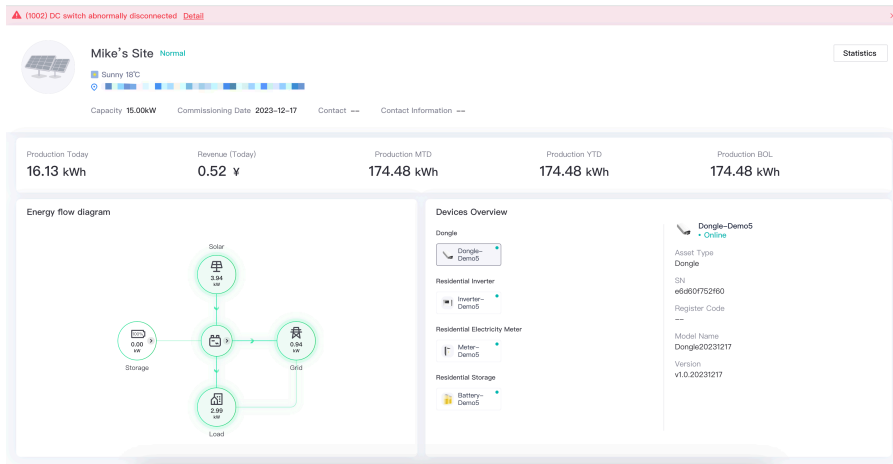 (1002) DC switch abnormally disconnected Detail
Mike's Site Normal
Statistics
Sunny 18℃
Capacity 15.00kW Commissioning Date 2023-12-17 Contact -- Contact Information --
Production Today Revenue (Today) Production MTD Production YTD Production BOL
16.13 kWh 0.52 ¥ 174.48 kWh 174.48 kWh 174.48 kWh
Energy flow diagram
Solar
3.94
kW
100%
0.00
kW
Storage
0.94
kW
Grid
2.99
kW
Load
Devices Overview
Dongle
Dongle-
Demo5
Residential Inverter
Inverter-
Demo5
Residential Electricity Meter
Meter-
Demo5
Residential Storage
Battery-
Demo5
Dongle-Demo5
• Online
Asset Type
Dongle
SN
e6d60f752f60
Register Code
--
Model Name
Dongle20231217
Version
v1.0.20231217